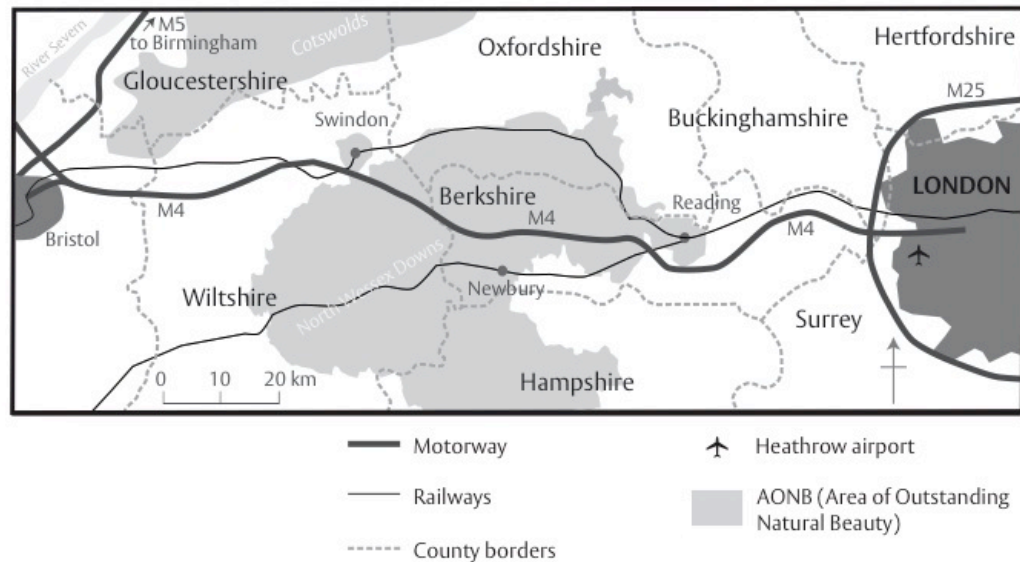 M5
to Birmingham
River Severn
Cotswolds
Oxfordshire
Hertfordshire
Gloucestershire
M25
Swindon
Buckinghamshire
LONDON
Berkshire
Reading
M4
M4
M4
Bristol
Newbury
North Wessex Downs
Wiltshire
Surrey
0 10 20 km
Hampshire
Motorway
Heathrow airport
Railways
AONB (Area of Outstanding
Natural Beauty)
County borders